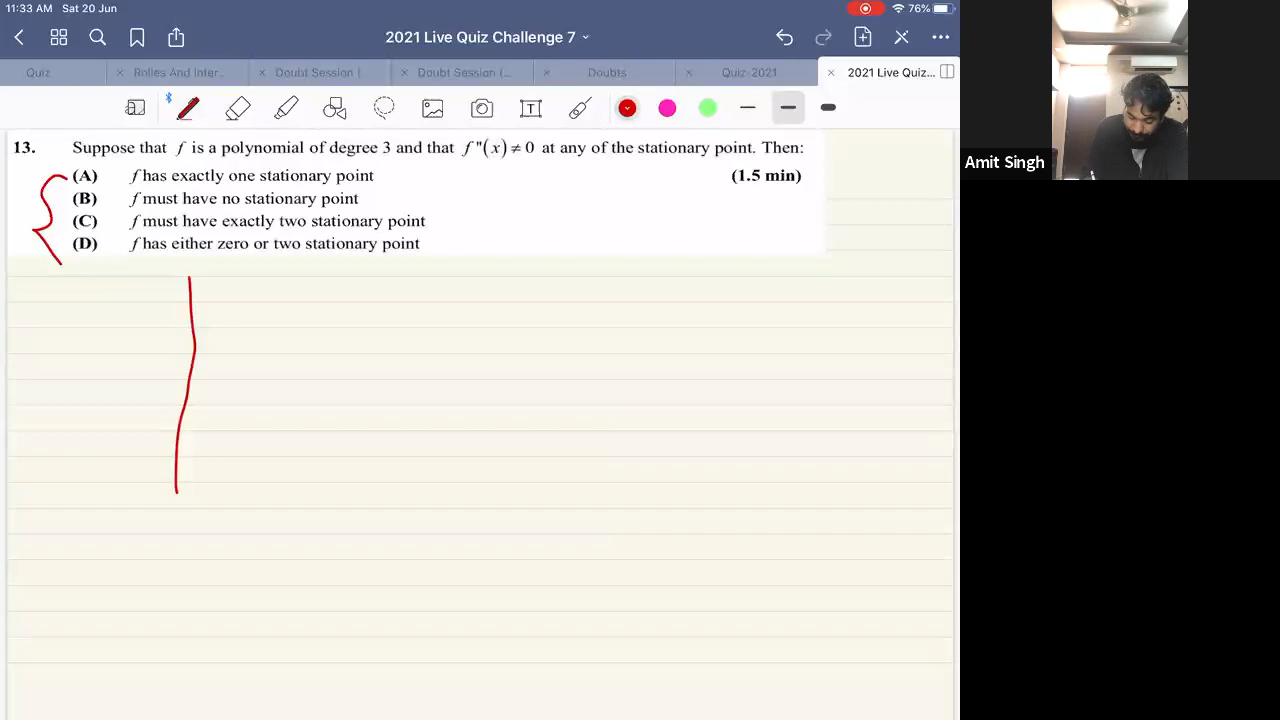 11:33 AM Sat 20 Jun
76%
2021 Live Quiz Challenge 7
Quiz
Rolles And Inter...
Doubt Session (
Doubt Session (...
Doubts
Quiz-2021
2021 Live Quiz...
13. Suppose that f is a polynomial of degree 3 and that f "(x) ≠ 0 at any of the stationary point. Then:
(A) f has exactly one stationary point (1.5 min)
(B) f must have no stationary point
(C) f must have exactly two stationary point
(D) f has either zero or two stationary point
Amit Singh